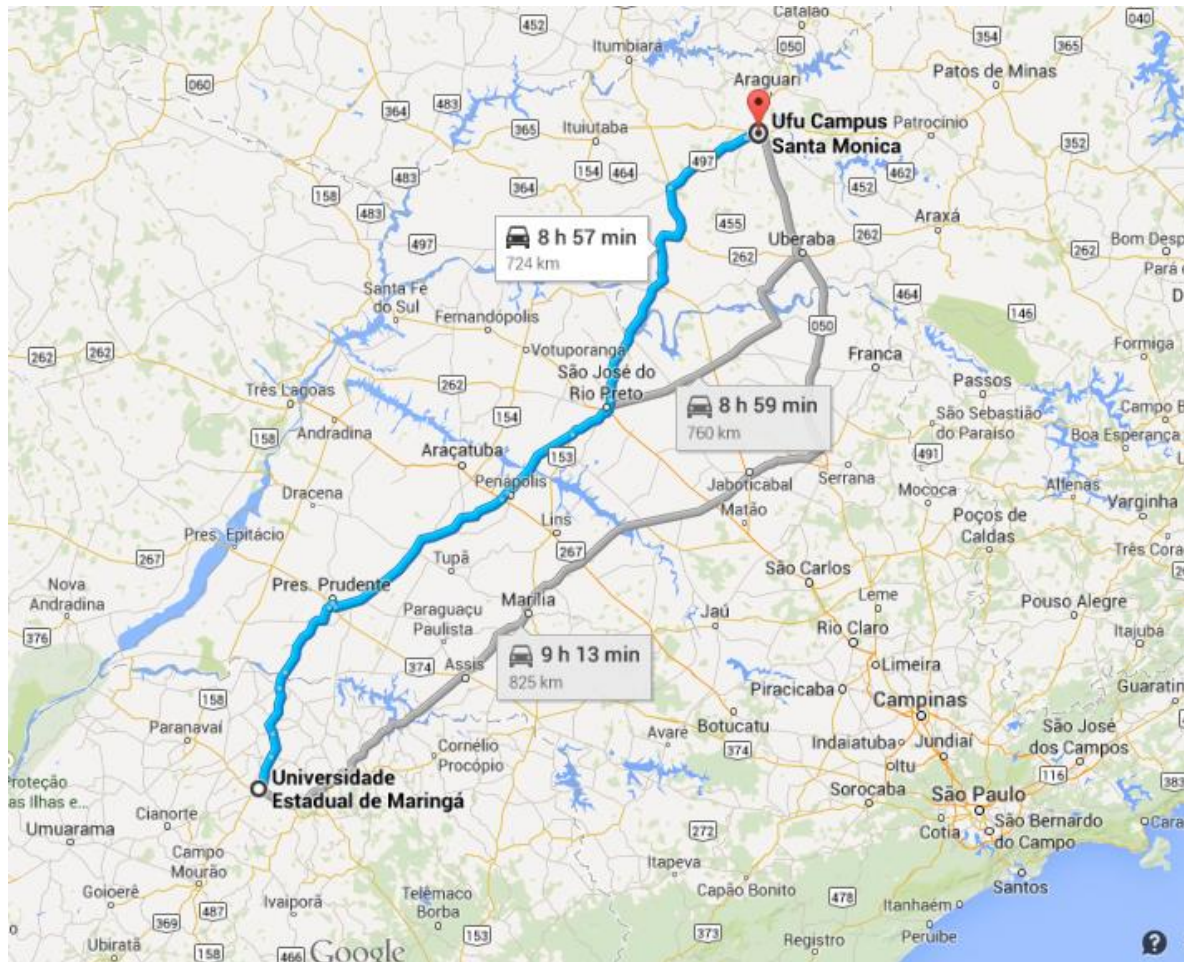 Catalão
040
452
Itumbiara
050
354
365
060
Patos de Minas
Araguari
483
364
Ufu Campus
Santa Monica
Patrocínio
365
Ituiutaba
352
497
483
154
464
462
158
364
452
483
Araxá
455
8 h 57 min
724 km
Uberaba
262
262
Bom Desp
497
262
Pará
Santa Fé
do Sul
464
Fernandópolis
146
050
262
262
Votuporanga
Formiga
Franca
São José do
Rio Preto
Passos
Três Lagoas
262
8 h 59 min
760 km
154
Campo B
São Sebastião
do Paraíso
Andradina
Boa Esperança
158
Araçatuba
153
491
Jaboticabal
Serrana
Penápolis
Dracena
Mococa
Alfenas
Varginha
Matão
Lins
Poços de
Caldas
Pres. Epitácio
267
267
Três Cora
Tupã
São Carlos
Nova
Andradina
Pres. Prudente
Leme
Marília
Pouso Alegre
Paraguaçu
Paulista
Jaú
376
Rio Claro
Itajubá
9 h 13 min
825 km
374
Assis
Limeira
Piracicaba
Guaratin
158
Campinas
Botucatu
Paranavaí
Avaré
São José
dos Campos
374
Indaiatuba
Jundiaí
Cornélio
Procópio
Itu
Proteção
as Ilhas e...
Universidade
Estadual de Maringá
116
383
Sorocaba
São Paulo
Cianorte
Cotia
São Bernardo
do Campo
Cara
Umuarama
272
Campo
Mourão
Itapeva
Santos
Goioerê
Capão Bonito
Telêmaco
Borba
478
Ivaiporã
Itanhaém
487
369
153
373
Peruíbe
Ubiratã
158
466
Google
Registro
?